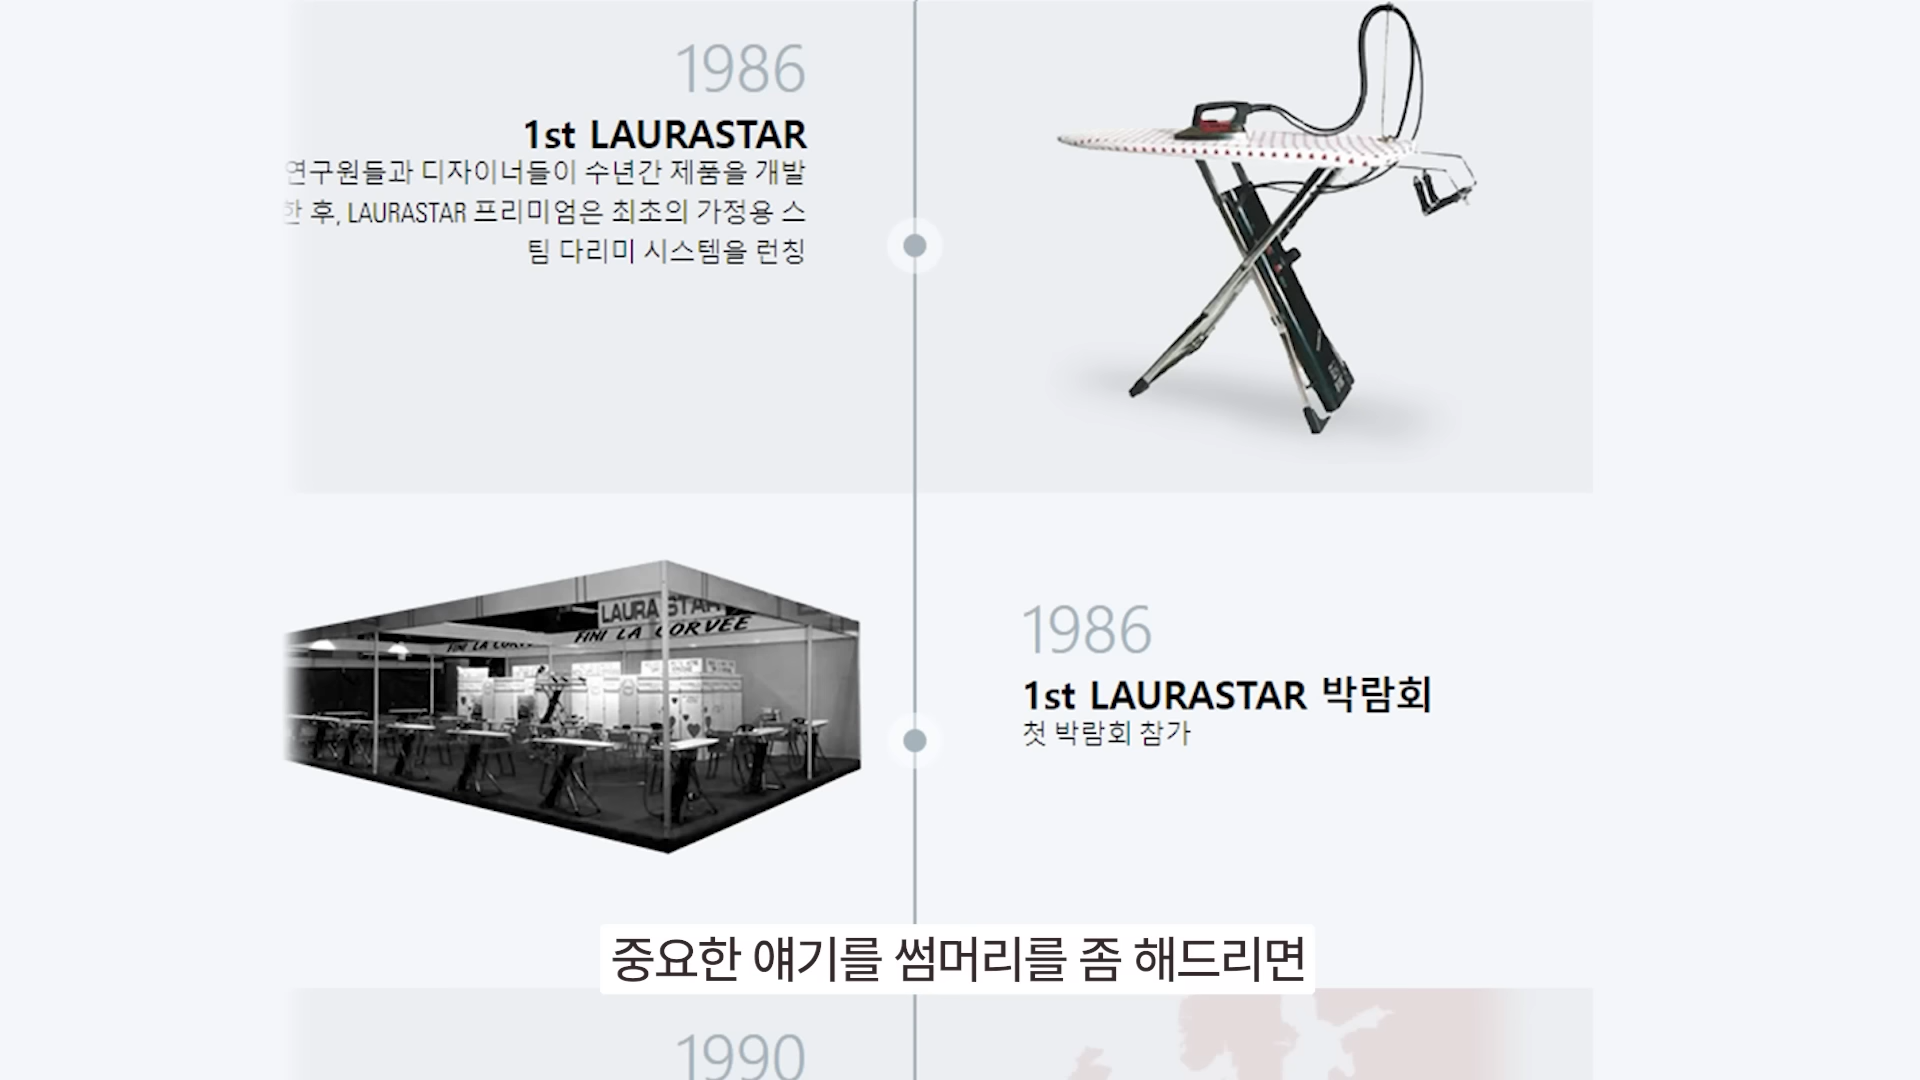 1986
1st LAURASTAR
연구원들과 디자이너들이 수년간 제품을 개발
한 후, LAURASTAR 프리미엄은 최초의 가정용 스
팀 다리미 시스템을 런칭
LAURASTAR
FINI LA CORVEE
1986
1st LAURASTAR 박람회
첫 박람회 참가
중요한 얘기를 썸머리를 좀 해드리면
1990